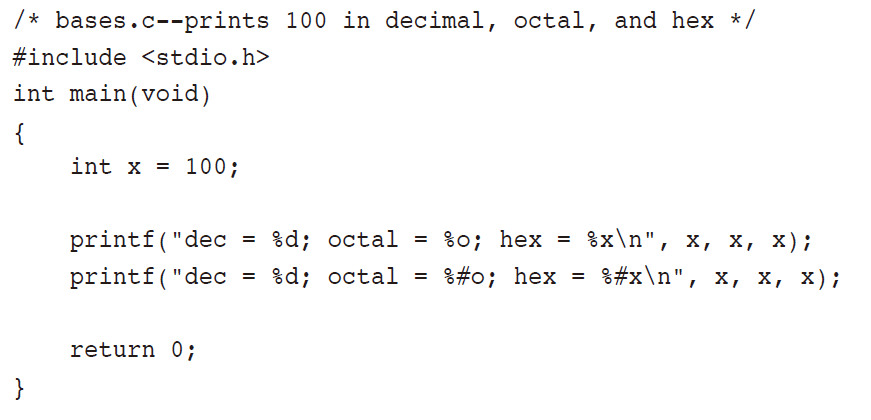 /* bases.c--prints 100 in decimal, octal, and hex */
#include <stdio.h>
int main(void)
{
    int x = 100;

    printf("dec = %d; octal = %o; hex = %x\n", x, x, x);
    printf("dec = %d; octal = %#o; hex = %#x\n", x, x, x);

    return 0;
}